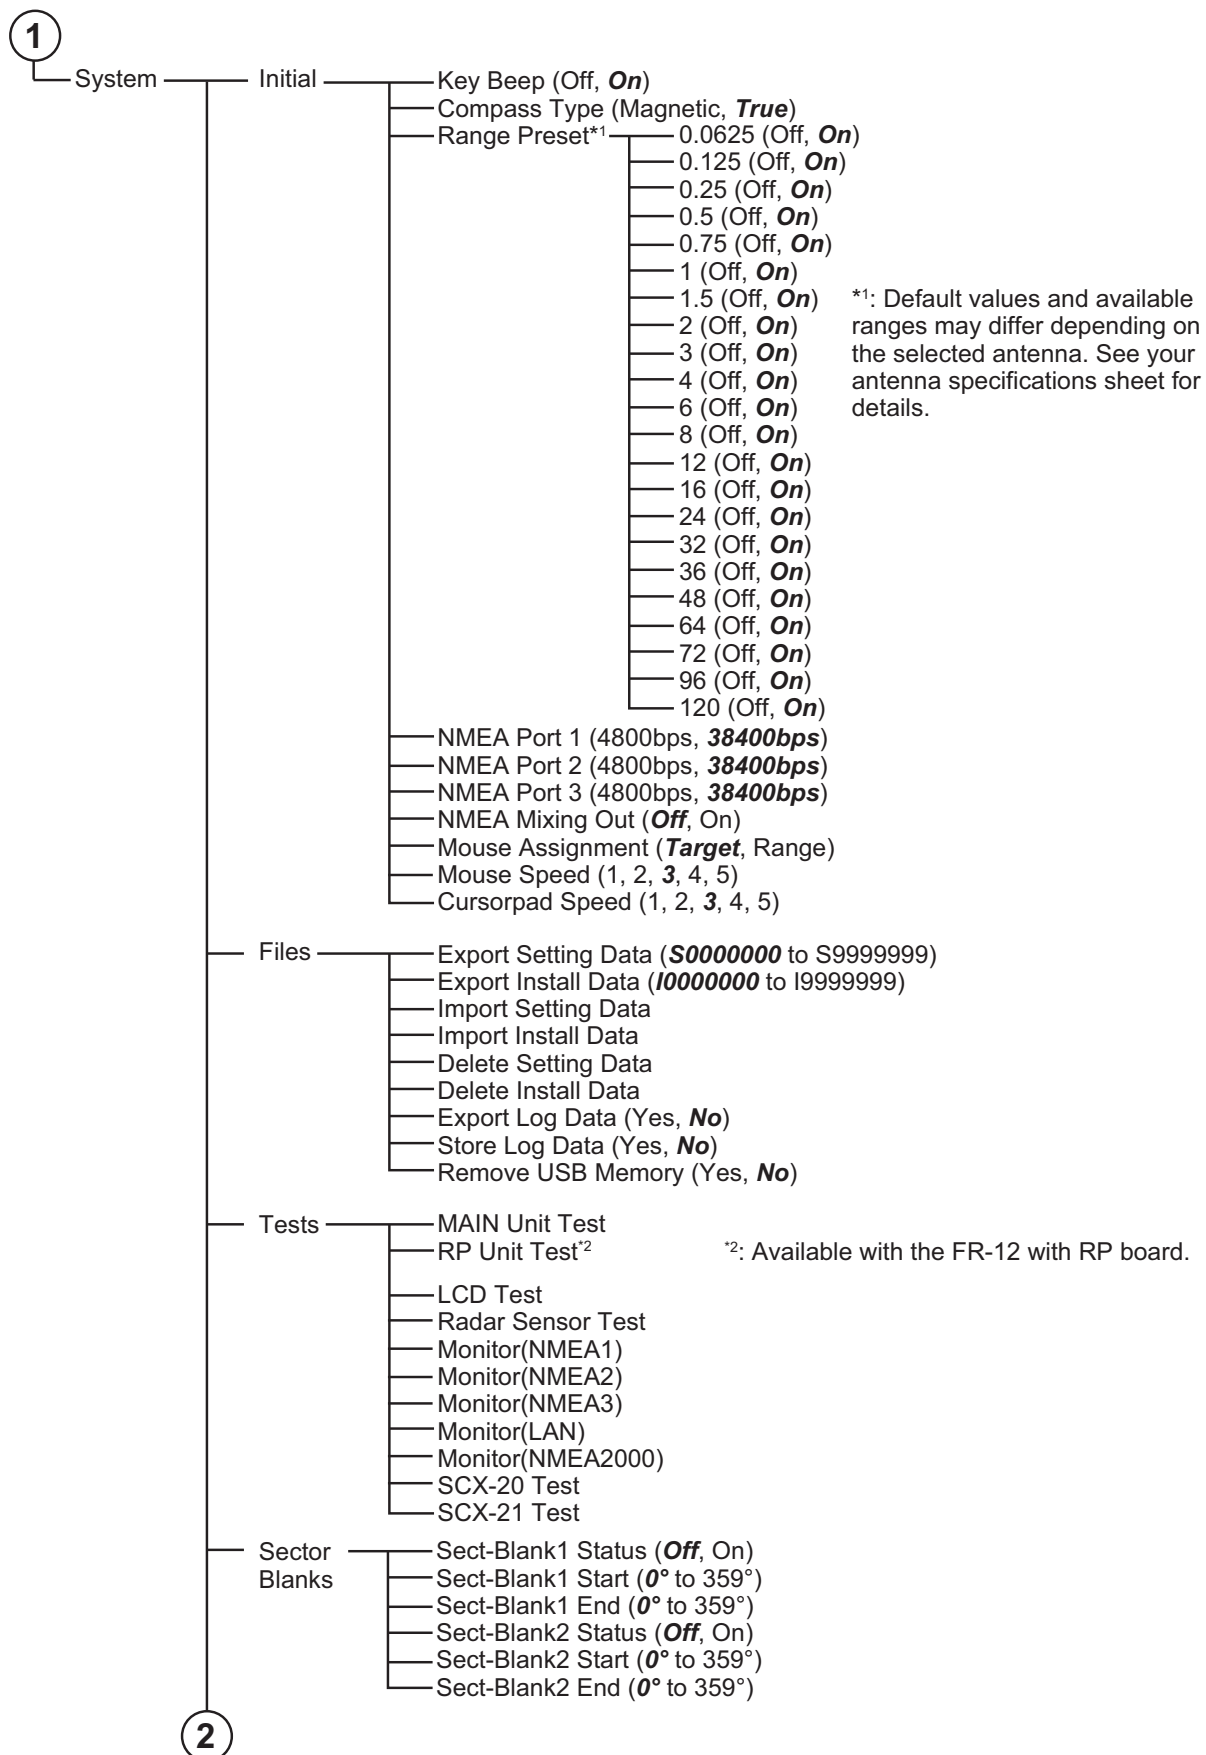 1
System
Initial
Key Beep (Off, On)
Compass Type (Magnetic, True)
Range Preset*1
0.0625 (Off, On)
0.125 (Off, On)
0.25 (Off, On)
0.5 (Off, On)
0.75 (Off, On)
1 (Off, On)
1.5 (Off, On)
2 (Off, On)
3 (Off, On)
4 (Off, On)
6 (Off, On)
8 (Off, On)
12 (Off, On)
16 (Off, On)
24 (Off, On)
32 (Off, On)
36 (Off, On)
48 (Off, On)
64 (Off, On)
72 (Off, On)
96 (Off, On)
120 (Off, On)
*1: Default values and available
ranges may differ depending on
the selected antenna. See your
antenna specifications sheet for
details.
NMEA Port 1 (4800bps, 38400bps)
NMEA Port 2 (4800bps, 38400bps)
NMEA Port 3 (4800bps, 38400bps)
NMEA Mixing Out (Off, On)
Mouse Assignment (Target, Range)
Mouse Speed (1, 2, 3, 4, 5)
Cursorpad Speed (1, 2, 3, 4, 5)
Files
Export Setting Data (S0000000 to S9999999)
Export Install Data (I0000000 to I9999999)
Import Setting Data
Import Install Data
Delete Setting Data
Delete Install Data
Export Log Data (Yes, No)
Store Log Data (Yes, No)
Remove USB Memory (Yes, No)
Tests
MAIN Unit Test
RP Unit Test*2
*2: Available with the FR-12 with RP board.
LCD Test
Radar Sensor Test
Monitor(NMEA1)
Monitor(NMEA2)
Monitor(NMEA3)
Monitor(LAN)
Monitor(NMEA2000)
SCX-20 Test
SCX-21 Test
Sector
Blanks
Sect-Blank1 Status (Off, On)
Sect-Blank1 Start (0° to 359°)
Sect-Blank1 End (0° to 359°)
Sect-Blank2 Status (Off, On)
Sect-Blank2 Start (0° to 359°)
Sect-Blank2 End (0° to 359°)
2